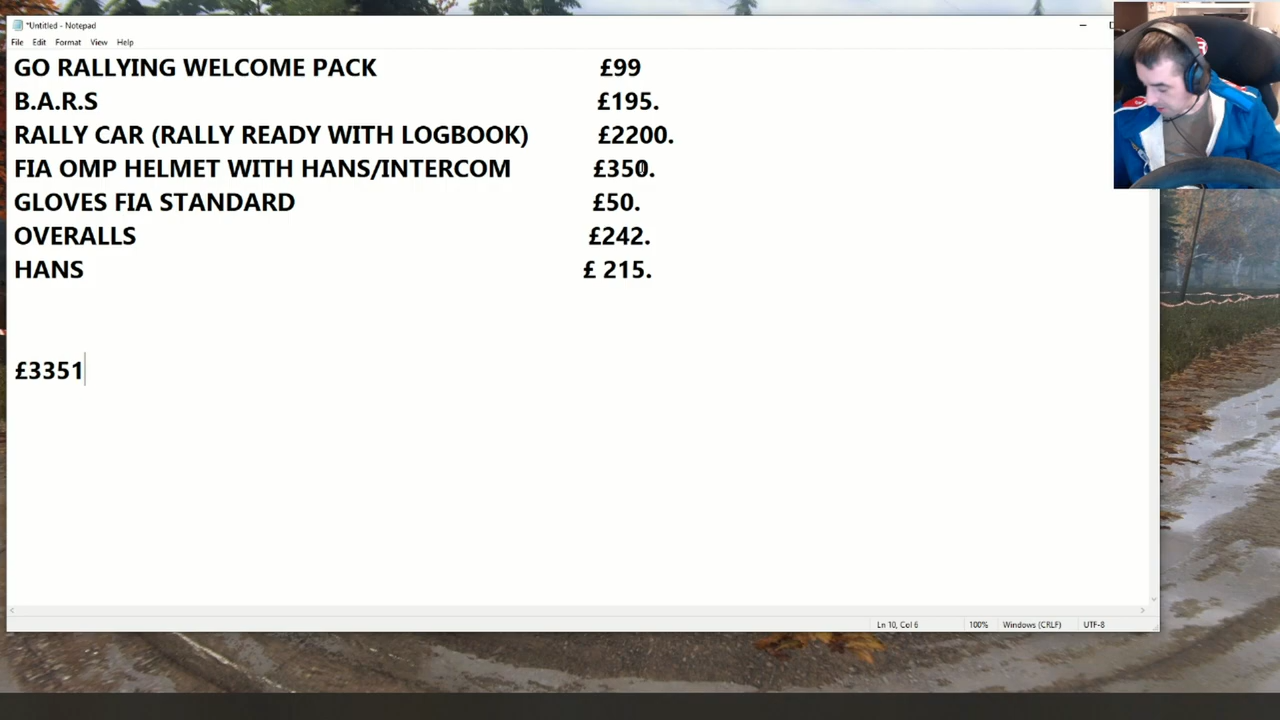 *Untitled - Notepad
File Edit Format View Help
GO RALLYING WELCOME PACK £99
B.A.R.S £195.
RALLY CAR (RALLY READY WITH LOGBOOK) £2200.
FIA OMP HELMET WITH HANS/INTERCOM £350.
GLOVES FIA STANDARD £50.
OVERALLS £242.
HANS £ 215.
£3351
Ln 10, Col 6 100% Windows (CRLF) UTF-8